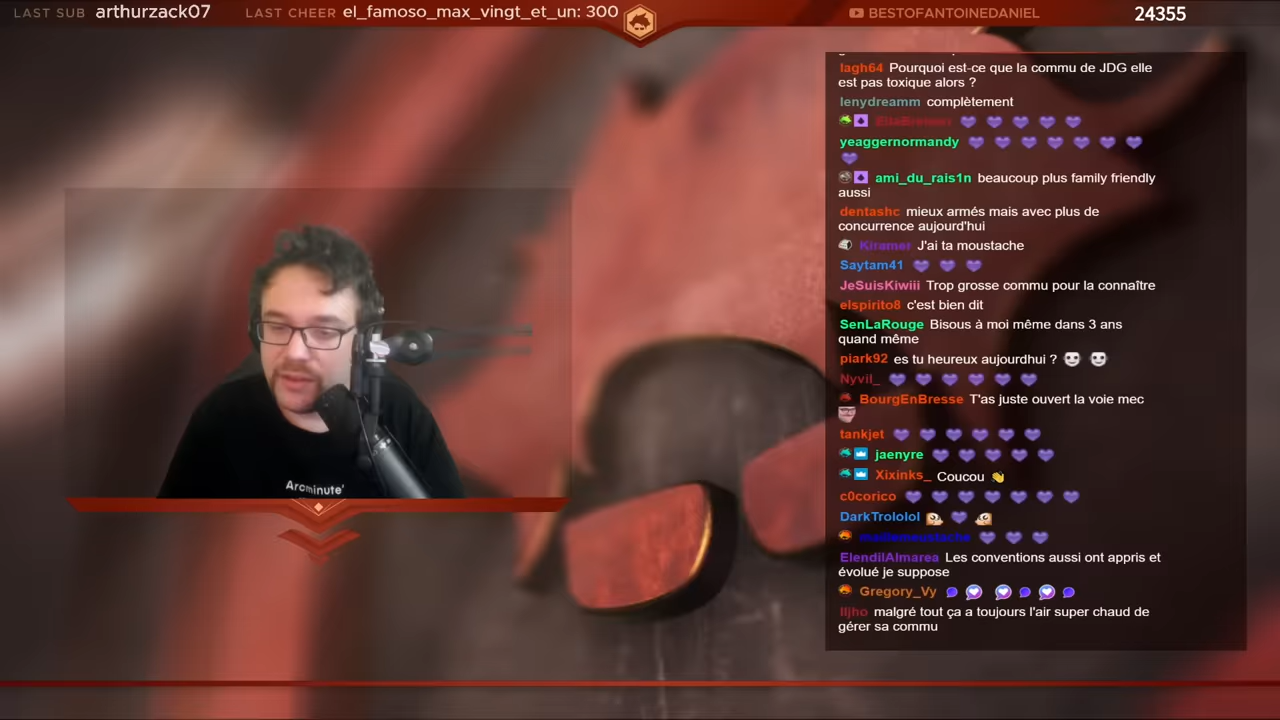 LAST SUB arthurzack07 LAST CHEER el_famoso_max_vingt_et_un: 300 BESTOFANTOINEDANIEL 24355
lagh64 Pourquoi est-ce que la commu de JDG elle
est pas toxique alors ?
lenydreamm complètement
yeaggernormandy
ami_du_rais1n beaucoup plus family friendly
aussi
dentashc mieux armés mais avec plus de
concurrence aujourd'hui
Kiramar J'ai ta moustache
Saytam41
JeSuisKiwiii Trop grosse commu pour la connaître
elspirito8 c'est bien dit
SenLaRouge Bisous à moi même dans 3 ans
quand même
piark92 es tu heureux aujourdhui ?
Nyvil_
BourgEnBresse T'as juste ouvert la voie mec
tankjet
jaenyre
Xixinks_ Coucou
c0corico
DarkTrololol
ElendilAlmarea Les conventions aussi ont appris et
évolué je suppose
Gregory_Vy
malgré tout ça a toujours l'air super chaud de
gérer sa commu
Arcminute'